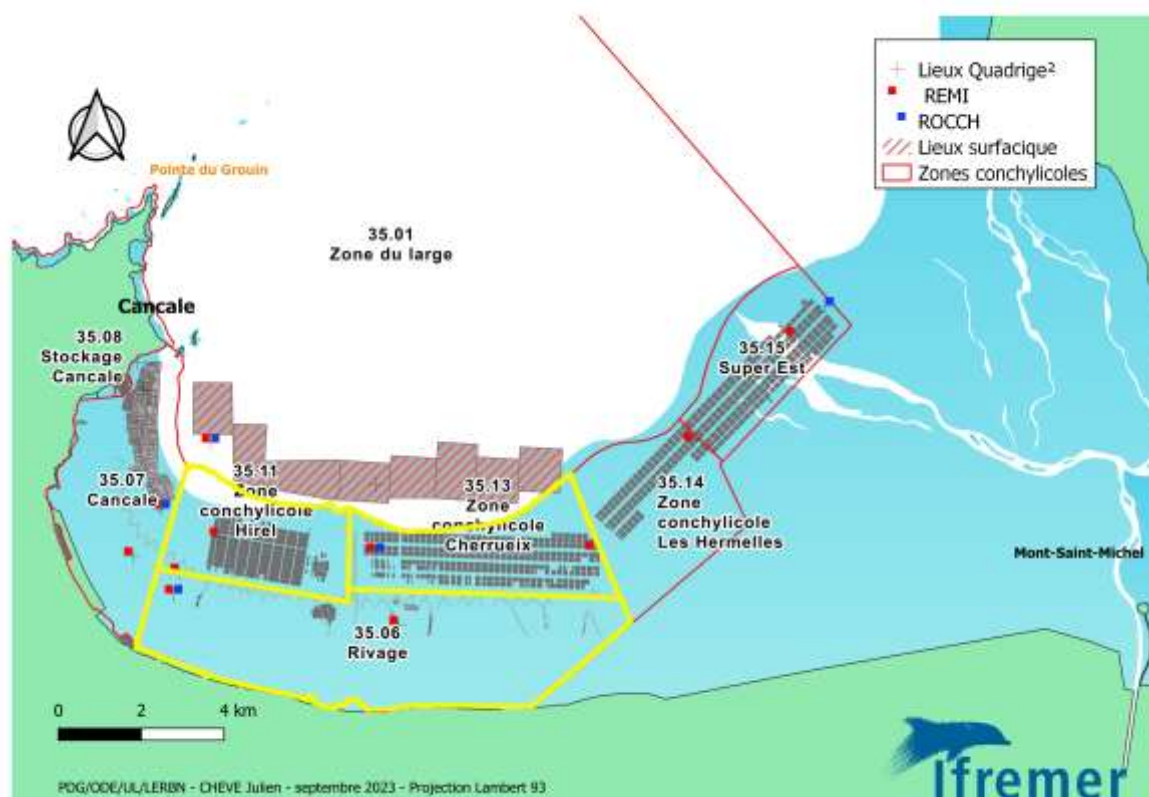 Lieux Quadrige²
REMI
ROCCH
Lieux surfacique
Zones conchylicoles
Pointe du Grouin
35.01
Zone du large
Cancale
35.08
Stockage
Cancale
35.15
Super Est
35.07
Cancale
35.11
Zone
conchylicole
Hirel
35.13
Zone
conchylicole
Cherrueix
35.14
Zone
conchylicole
Les Hermelles
Mont-Saint-Michel
35.06
Rivage
0 2 4 km
PDG/ODE/UL/LERBN - CHEVE Julien - septembre 2023 - Projection Lambert 93
Ifremer